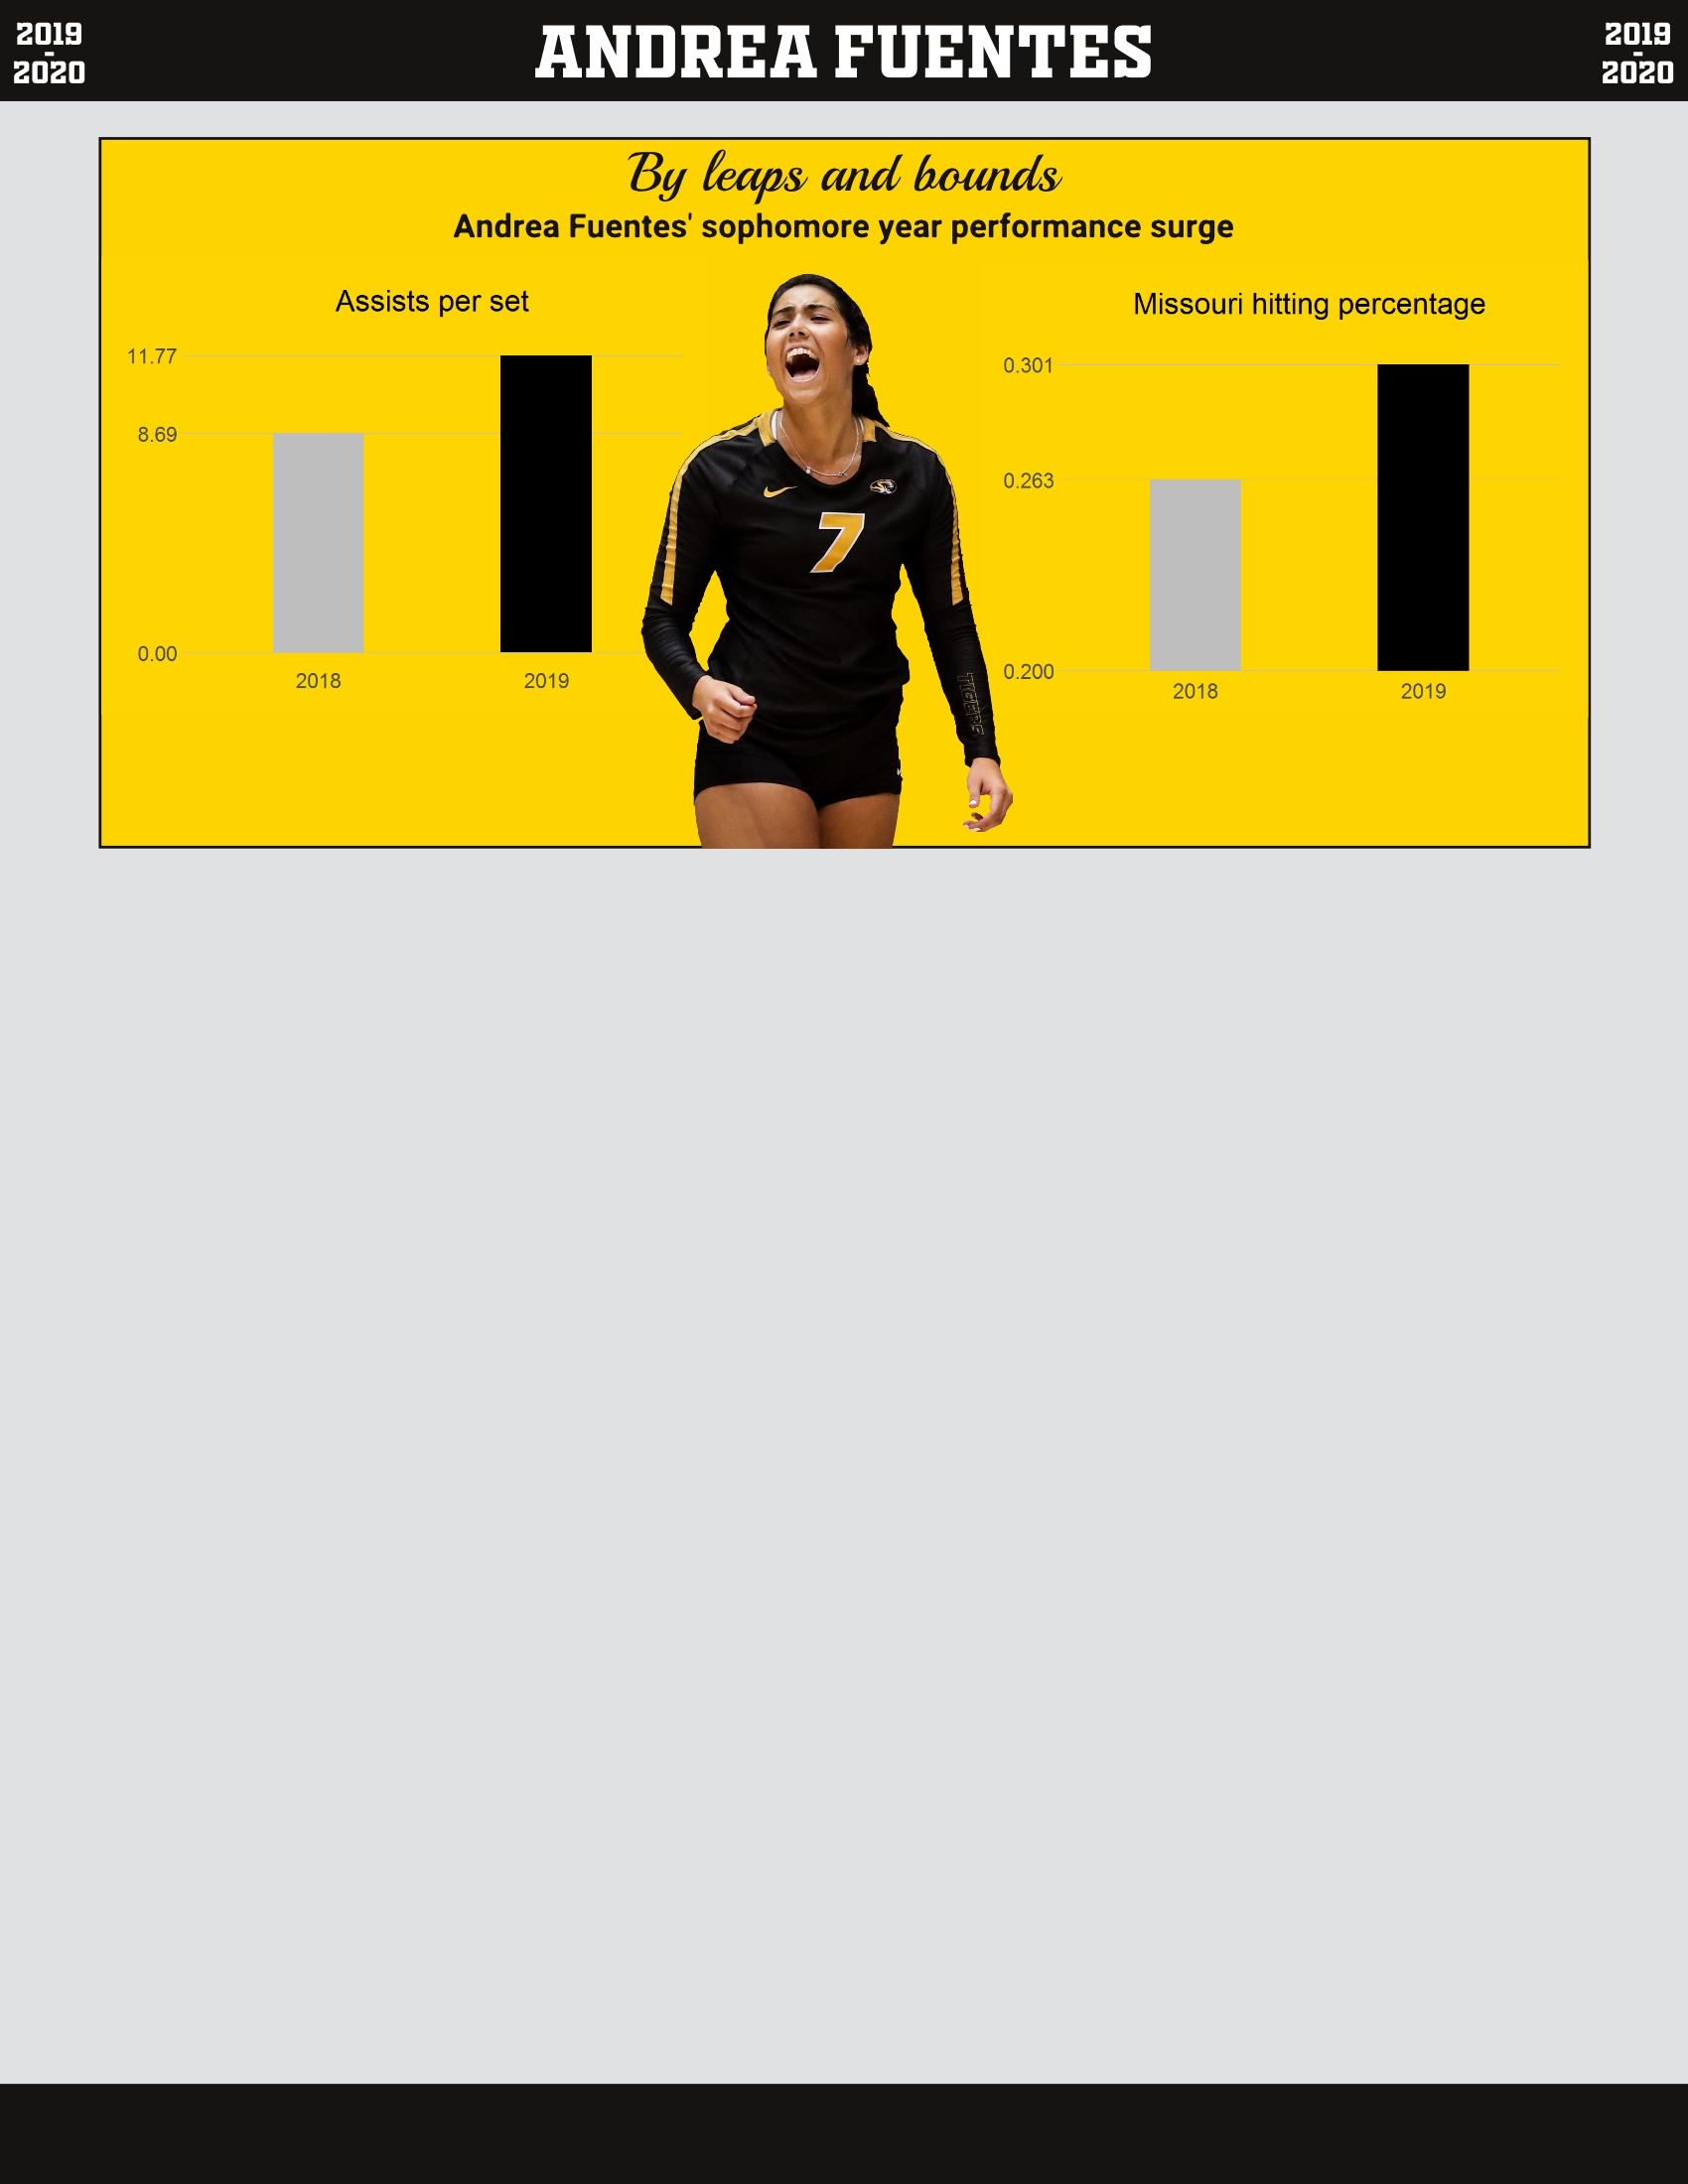 2019
-
2020
ANDREA FUENTES
2019
-
2020
By leaps and bounds
Andrea Fuentes' sophomore year performance surge
Assists per set
11.77
8.69
0.00
2018 2019
7
TIGERS
Missouri hitting percentage
0.301
0.263
0.200
2018 2019